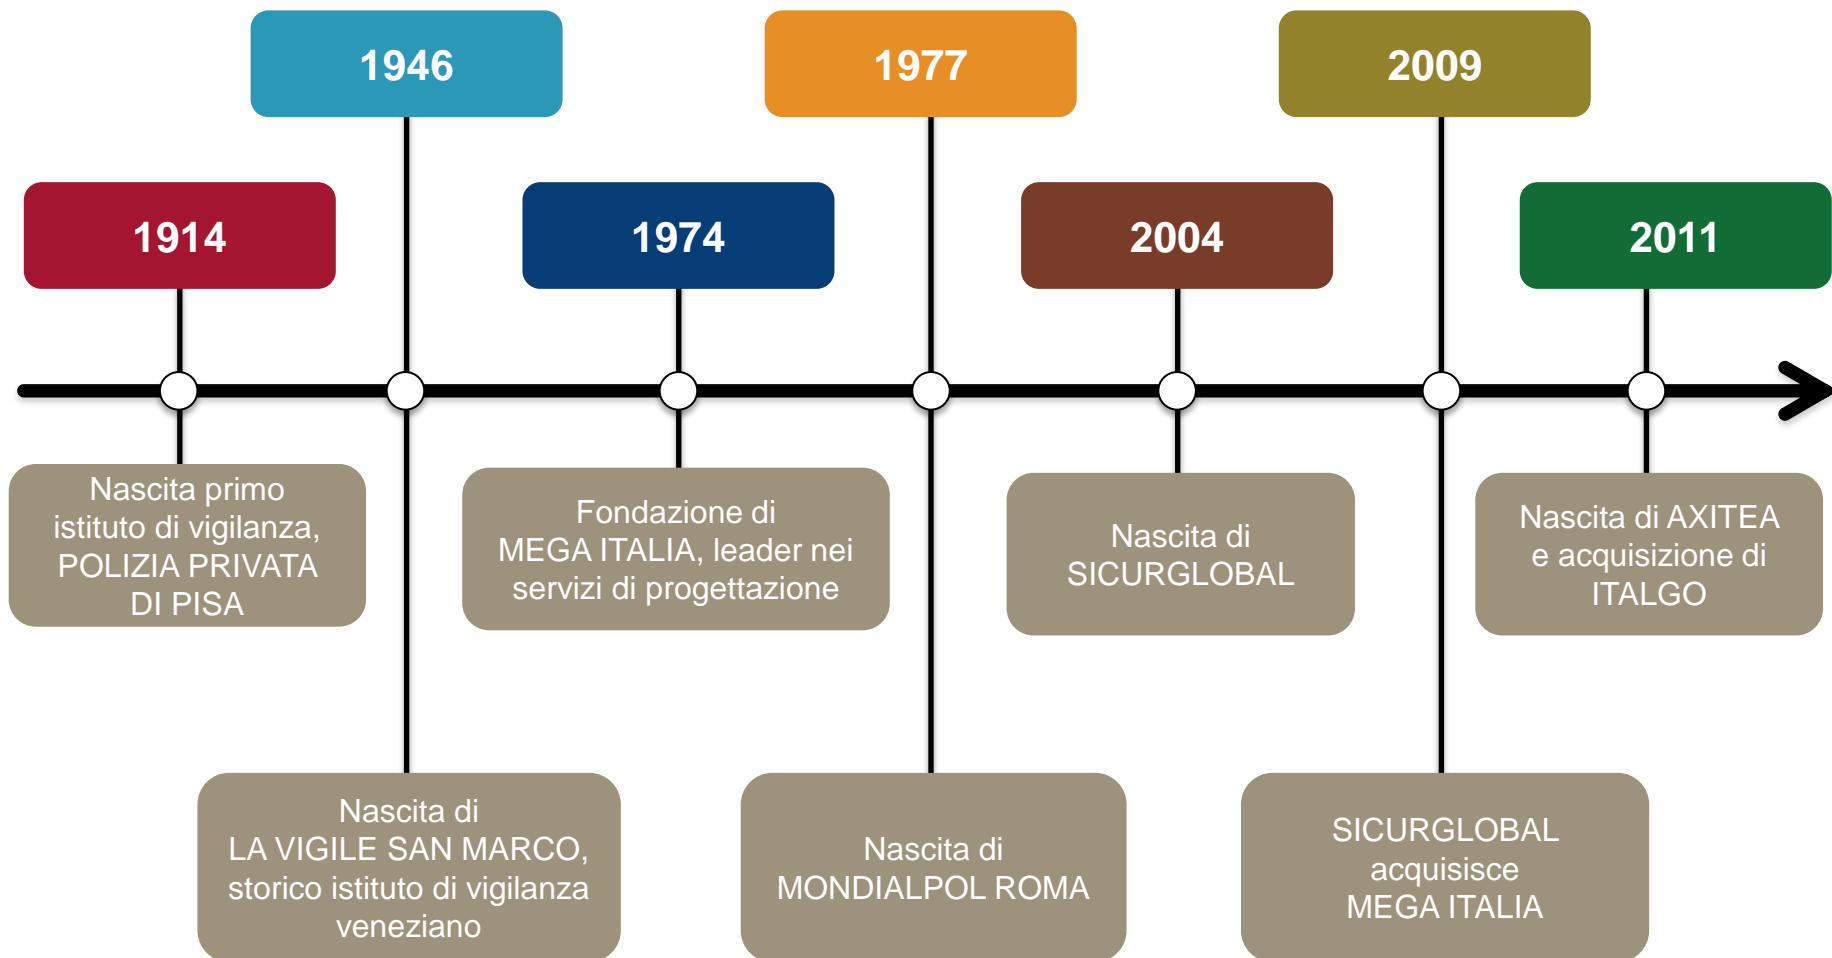 1946
1977
2009
1914
1974
2004
2011
Nascita primo
istituto di vigilanza,
POLIZIA PRIVATA
DI PISA
Fondazione di
MEGA ITALIA, leader nei
servizi di progettazione
Nascita di
SICURGLOBAL
Nascita di AXITEA
e acquisizione di
ITALGO
Nascita di
LA VIGILE SAN MARCO,
storico istituto di vigilanza
veneziano
Nascita di
MONDIALPOL ROMA
SICURGLOBAL
acquisisce
MEGA ITALIA